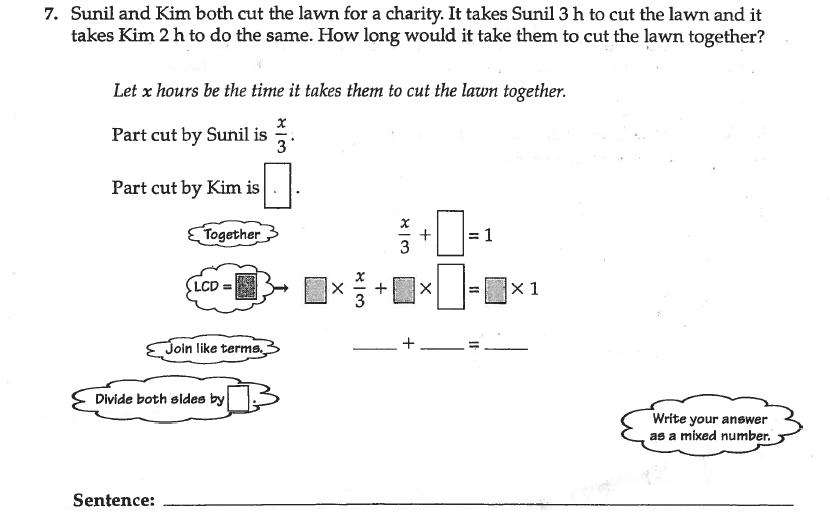 7. Sunil and Kim both cut the lawn for a charity. It takes Sunil 3 h to cut the lawn and it
takes Kim 2 h to do the same. How long would it take them to cut the lawn together?
Let x hours be the time it takes them to cut the lawn together.
Part cut by Sunil is x/3.
Part cut by Kim is □.
Together x/3 + □ = 1
LCD = □ → □ × x/3 + □ × □ = □ × 1
Join like terms. ____ + ____ = ____
Divide both sides by □.
Write your answer
as a mixed number.
Sentence: ____